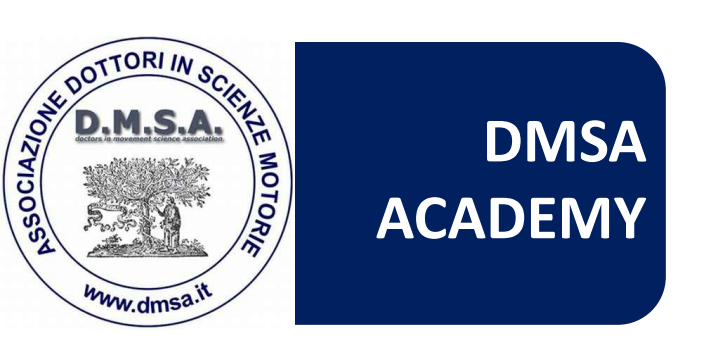 ASSOCIAZIONE DOTTORI IN SCIENZE MOTORIE
D.M.S.A.
doctors in movement science association
www.dmsa.it
DMSA
ACADEMY